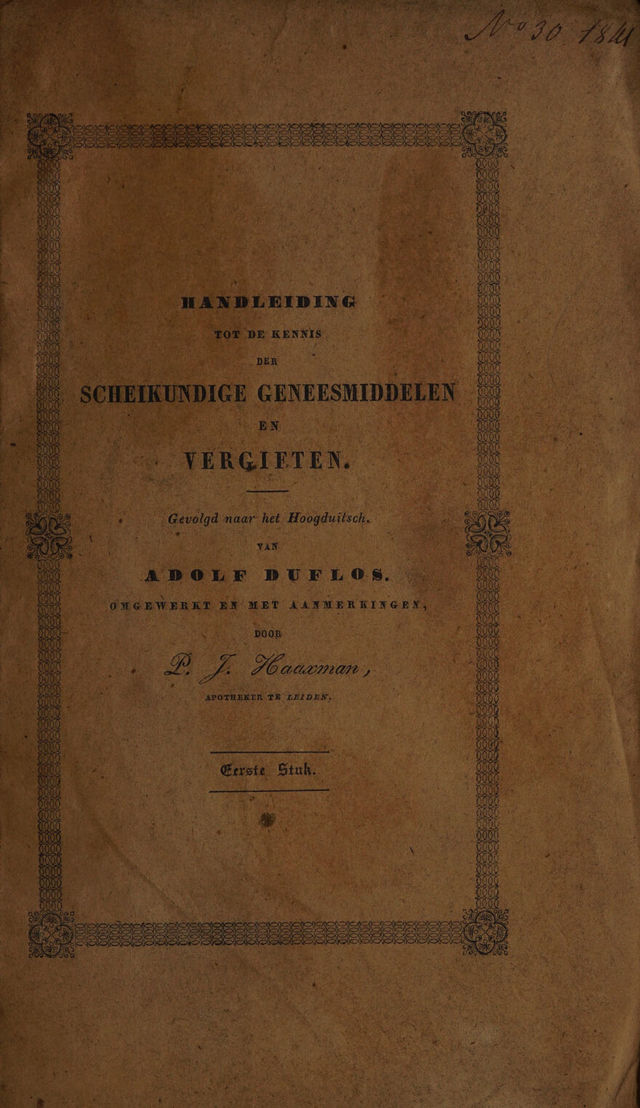 No 30 1841
HANDLEIDING
TOT DE KENNIS
DER
SCHEIKUNDIGE GENEESMIDDELEN
EN
VERGIFTEN.
Gevolgd naar het Hoogduitsch.
VAN
ADOLF DUFLOS.
OMGEWERKT EN MET AANMERKINGEN,
DOOR
P. J. Haaxman,
APOTHEKER TE LEIDEN.
Eerste Stuk.